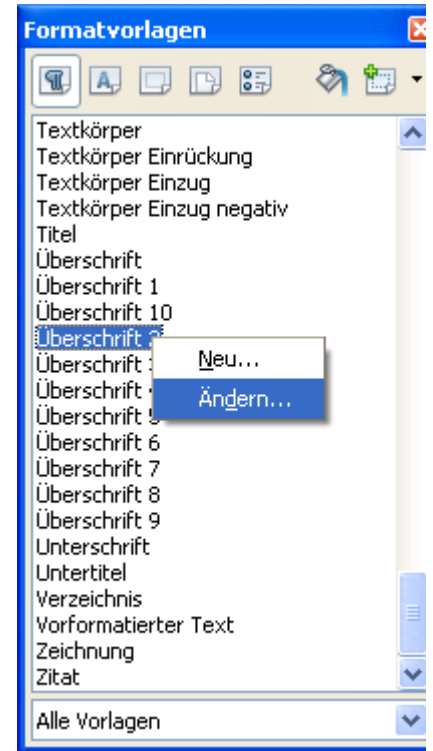 Formatvorlagen
Textkörper
Textkörper Einrückung
Textkörper Einzug
Textkörper Einzug negativ
Titel
Überschrift
Überschrift 1
Überschrift 10
Überschrift
Neu...
Überschrift
Überschrift
Ändern...
Überschrift
Überschrift 6
Überschrift 7
Überschrift 8
Überschrift 9
Unterschrift
Untertitel
Verzeichnis
Vorformatierter Text
Zeichnung
Zitat
Alle Vorlagen